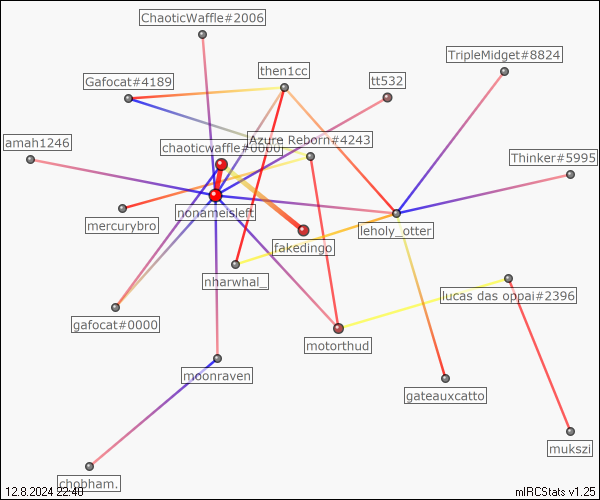 ChaoticWaffle#2006
TripleMidget#8824
then1cc
Gafocat#4189
tt532
Azure Reborn#4243
amah1246
chaoticwaffle#0000
Thinker#5995
nonameisleft
mercurybro
leholy_otter
fakedingo
nharwhal_
lucas das oppai#2396
gafocat#0000
motorthud
moonraven
gateauxcatto
mukszi
chobham.
12.8.2024 22:40
mIRCStats v1.25